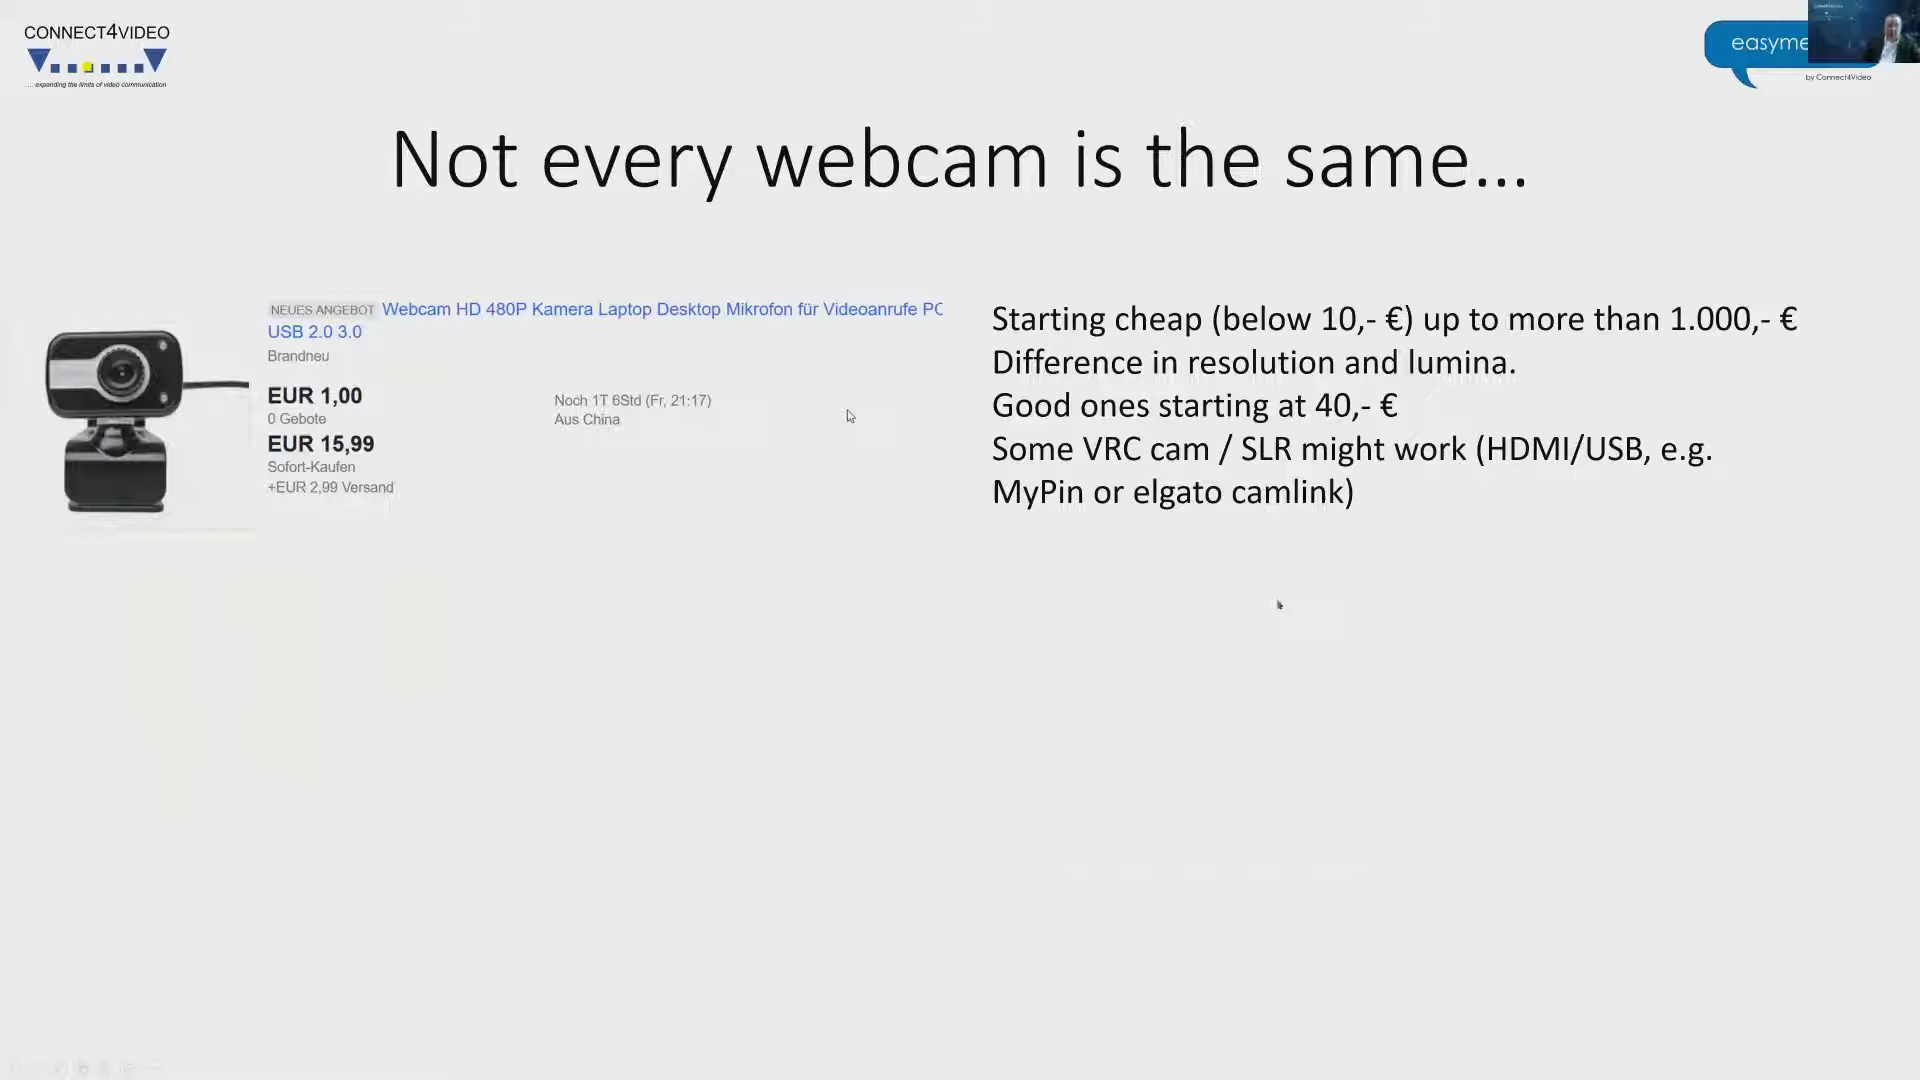 CONNECT4VIDEO
.... expanding the limits of video communication
easyme
by Connect4Video
Not every webcam is the same...
NEUES ANGEBOT Webcam HD 480P Kamera Laptop Desktop Mikrofon für Videoanrufe PC
USB 2.0 3.0
Brandneu
EUR 1,00
0 Gebote
EUR 15,99
Sofort-Kaufen
+EUR 2,99 Versand
Noch 1T 6Std (Fr, 21:17)
Aus China
Starting cheap (below 10,- €) up to more than 1.000,- €
Difference in resolution and lumina.
Good ones starting at 40,- €
Some VRC cam / SLR might work (HDMI/USB, e.g.
MyPin or elgato camlink)